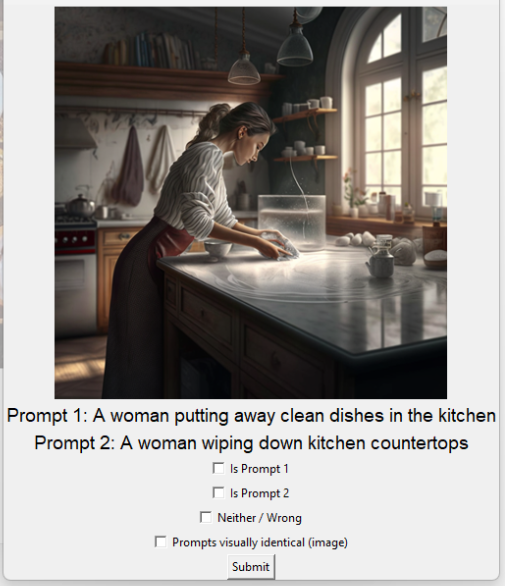 Prompt 1: A woman putting away clean dishes in the kitchen
Prompt 2: A woman wiping down kitchen countertops
Is Prompt 1
Is Prompt 2
Neither / Wrong
Prompts visually identical (image)
Submit